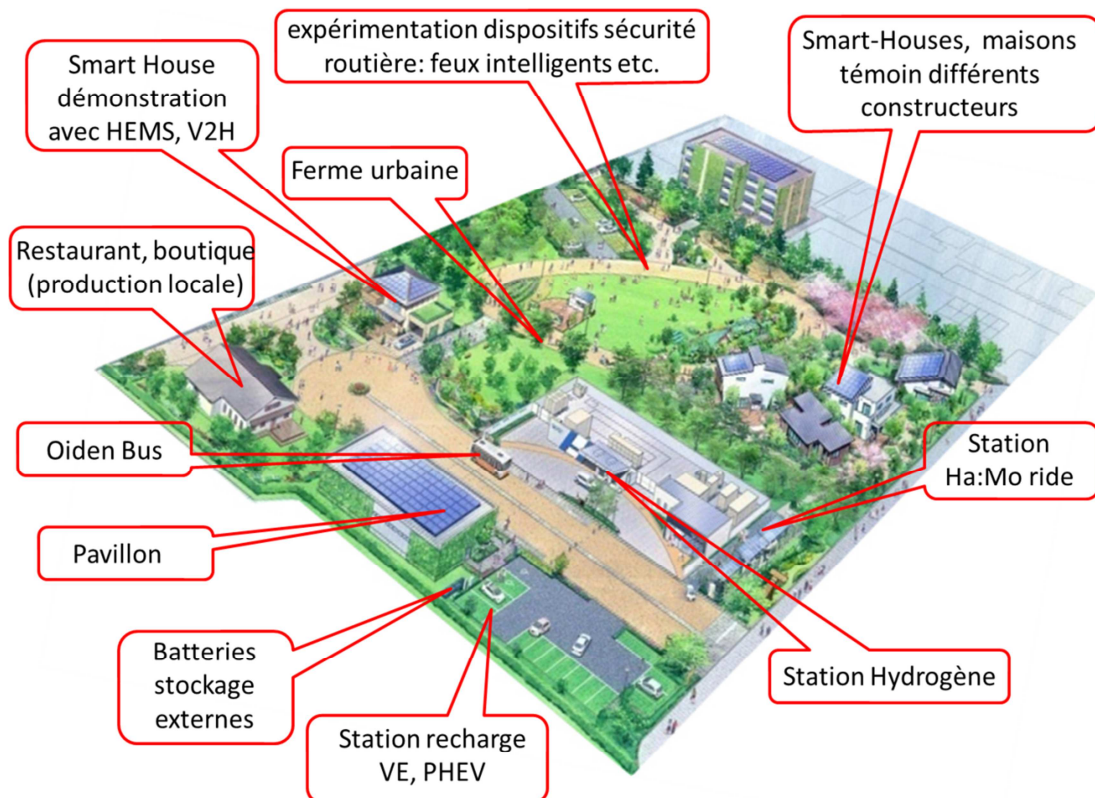 expérimentation dispositifs sécurité
routière: feux intelligents etc.
Smart-Houses, maisons
témoin différents
constructeurs
Smart House
démonstration
avec HEMS, V2H
Ferme urbaine
Restaurant, boutique
(production locale)
Oiden Bus
Station
Ha:Mo ride
Pavillon
Batteries
stockage
externes
Station Hydrogène
Station recharge
VE, PHEV